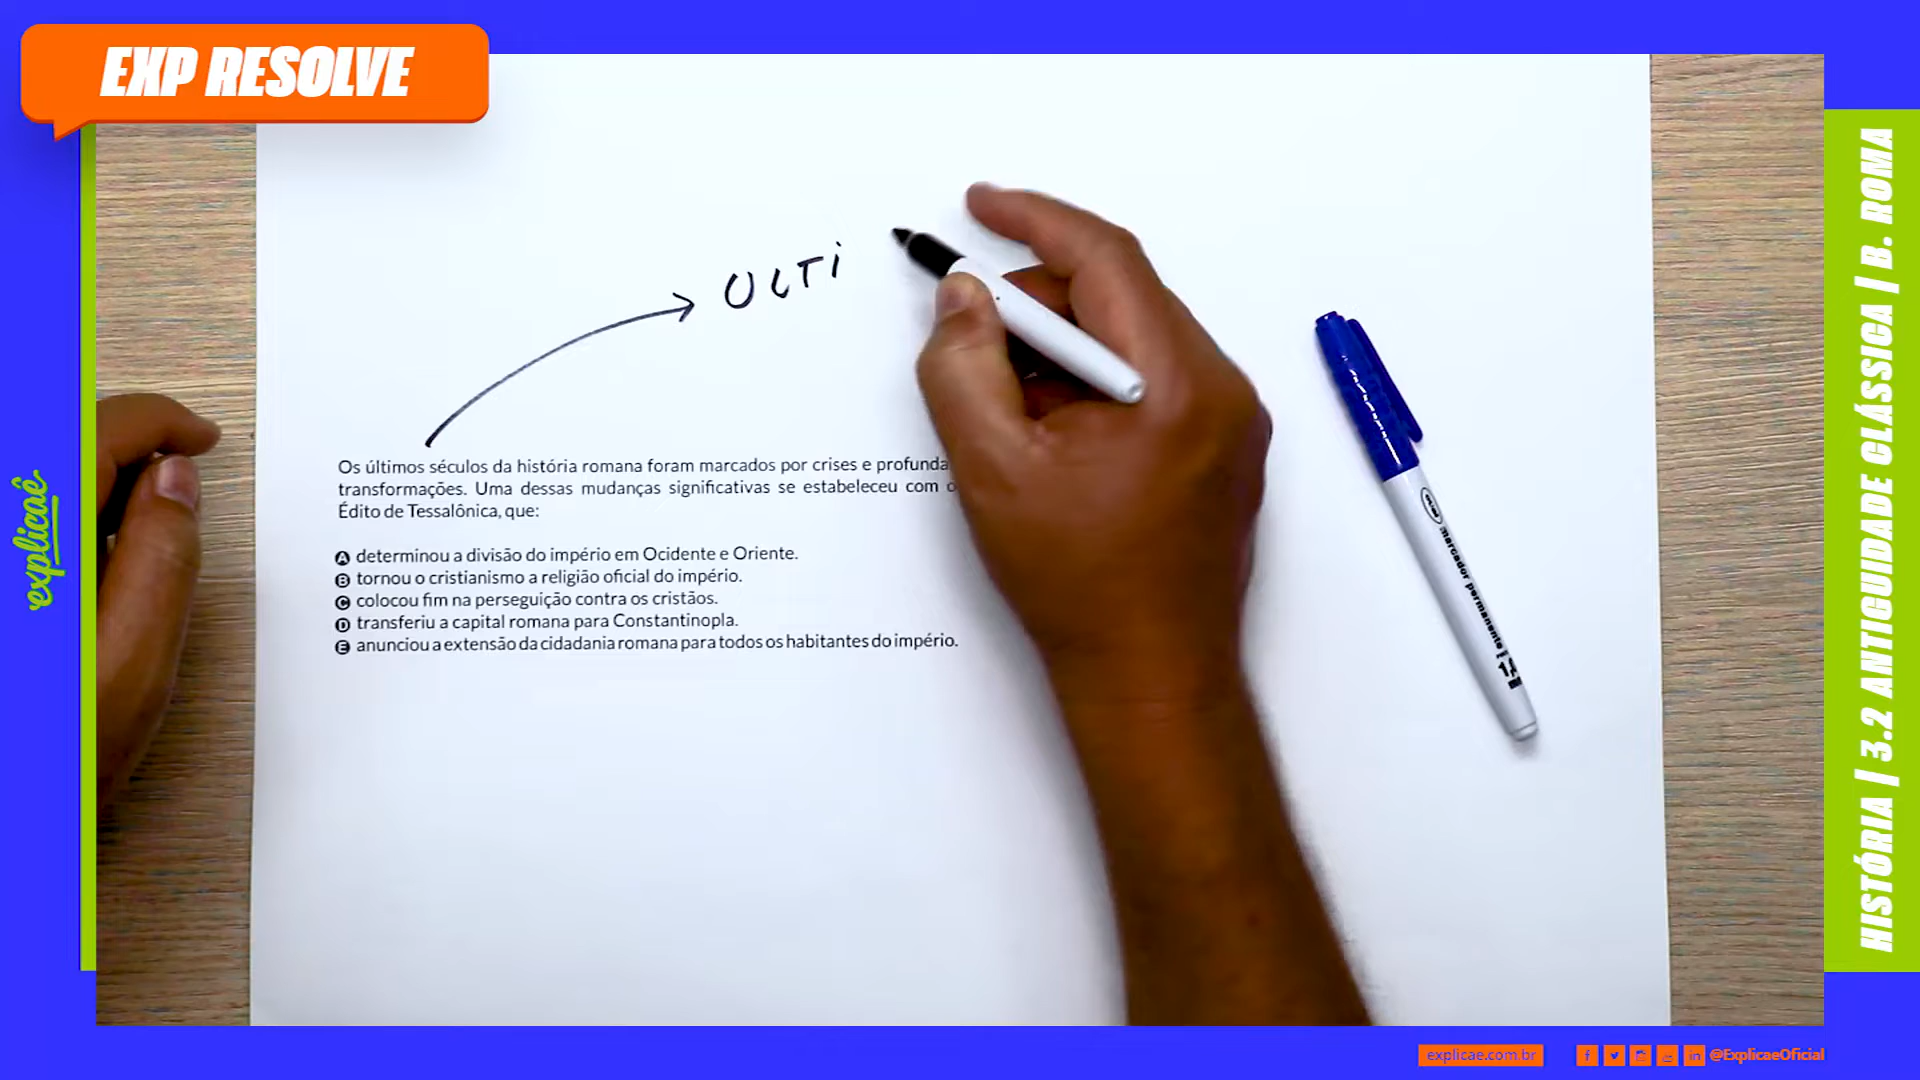 EXP RESOLVE
ULTI
Os últimos séculos da história romana foram marcados por crises e profunda
transformações. Uma dessas mudanças significativas se estabeleceu com o
Édito de Tessalônica, que:
A determinou a divisão do império em Ocidente e Oriente.
B tornou o cristianismo a religião oficial do império.
C colocou fim na perseguição contra os cristãos.
D transferiu a capital romana para Constantinopla.
E anunciou a extensão da cidadania romana para todos os habitantes do império.
marcador permanente
explicaê
HISTÓRIA | 3.2 ANTIGUIDADE CLÁSSICA | B. ROMA
explicae.com.br
@ExplicaeOficial